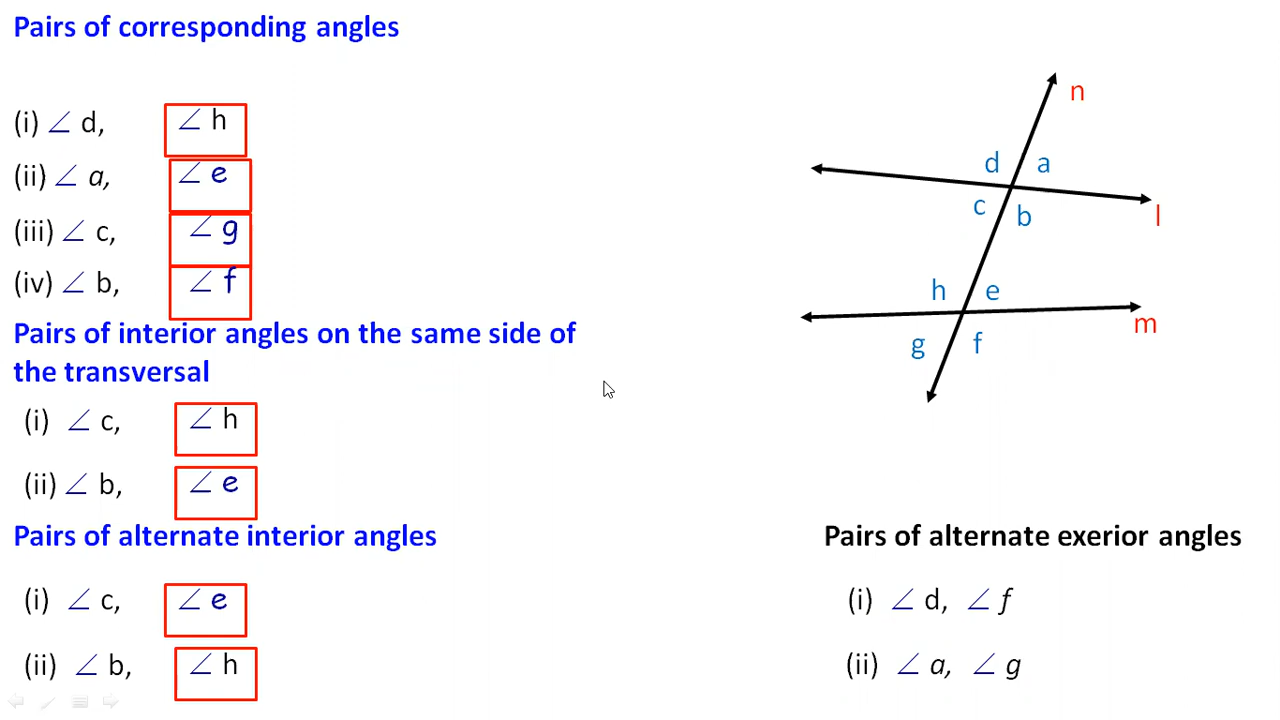 Pairs of corresponding angles
(i) ∠ d, ∠ h
(ii) ∠ a, ∠ e
(iii) ∠ c, ∠ g
(iv) ∠ b, ∠ f
Pairs of interior angles on the same side of
the transversal
(i) ∠ c, ∠ h
(ii) ∠ b, ∠ e
Pairs of alternate interior angles
(i) ∠ c, ∠ e
(ii) ∠ b, ∠ h
n
d a
c b
l
h e
m
g f
Pairs of alternate exerior angles
(i) ∠ d, ∠ f
(ii) ∠ a, ∠ g